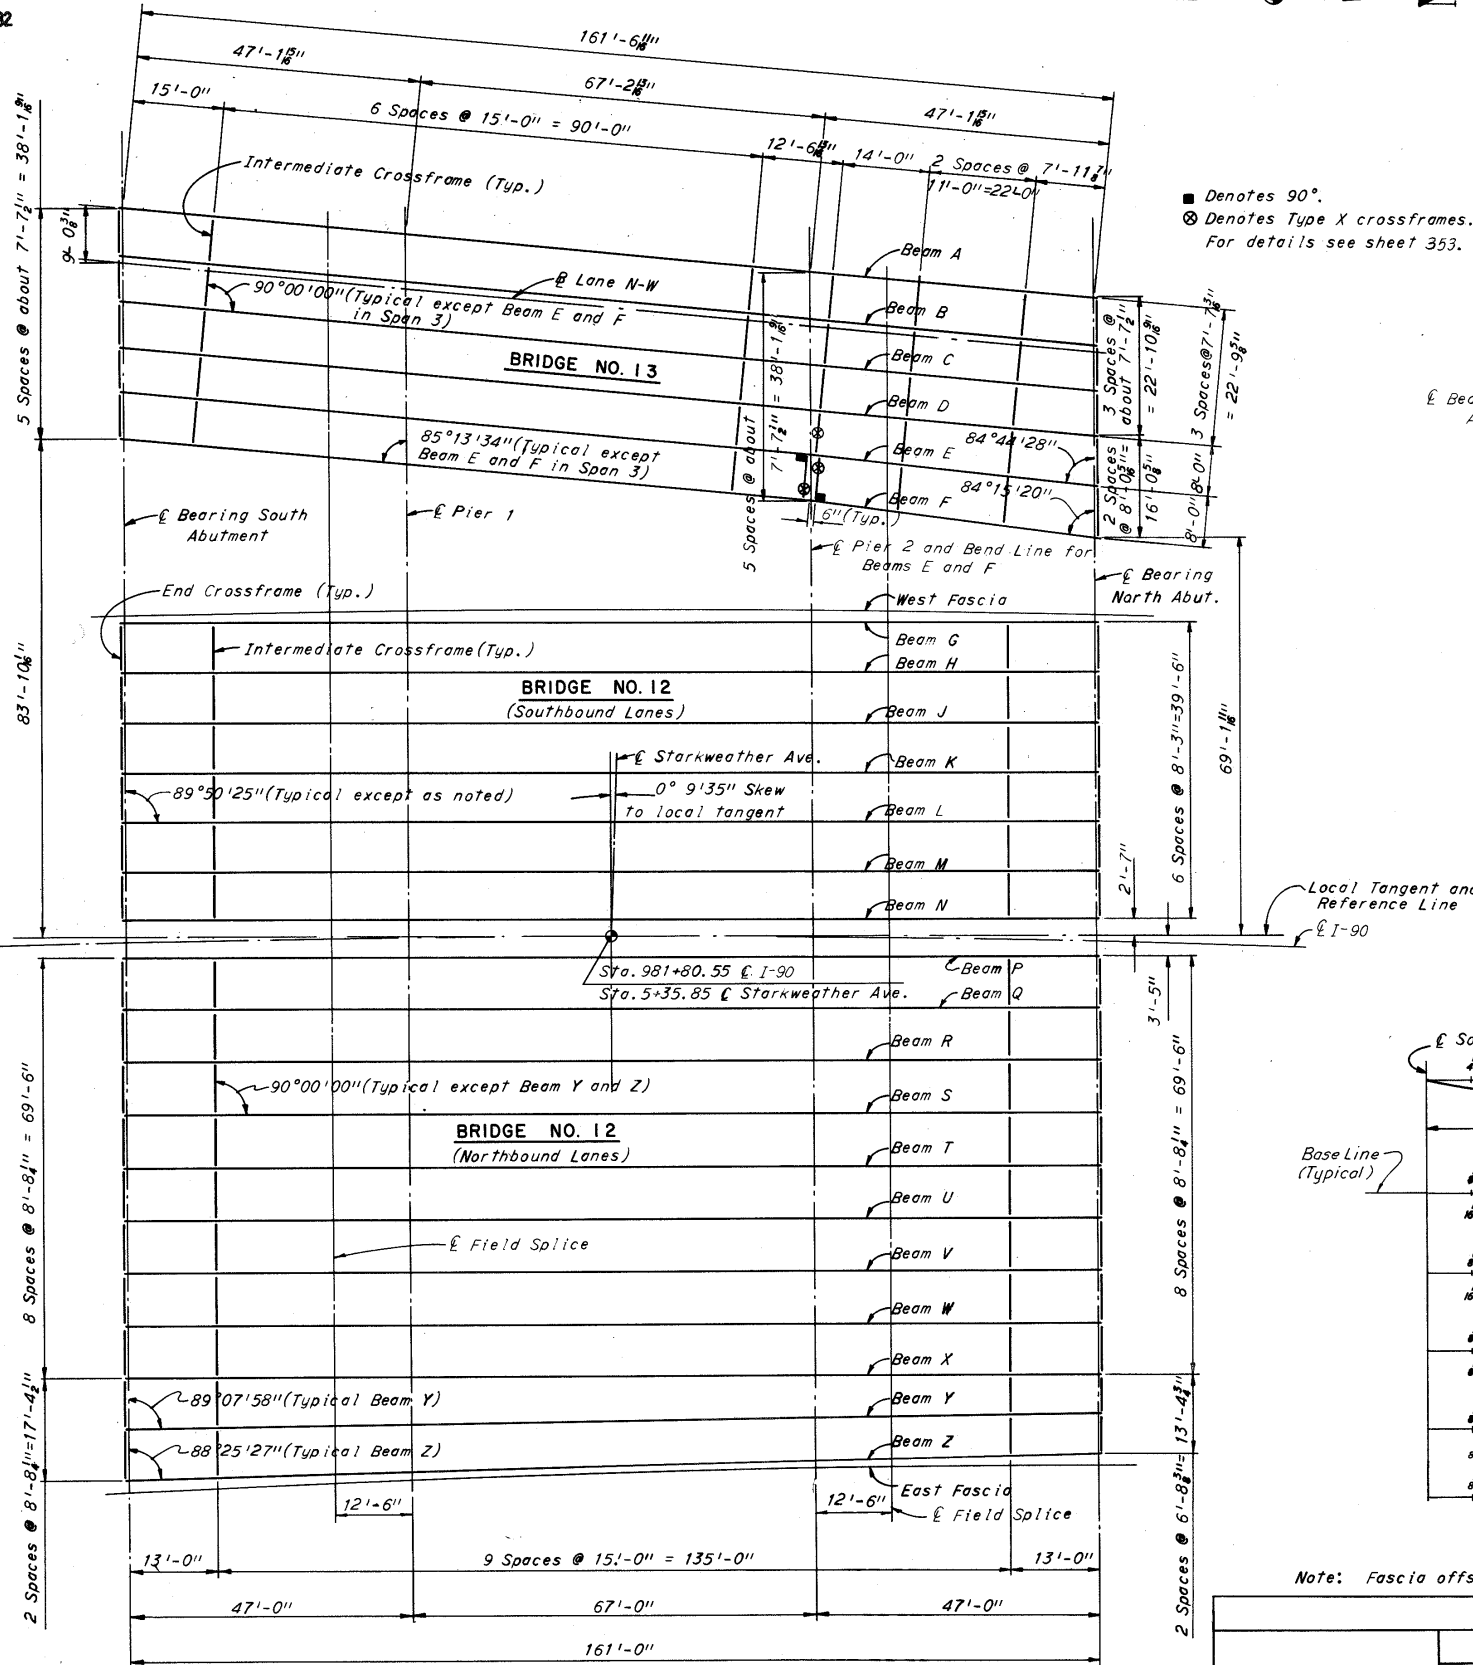 32
161'-6 11/16"
47'-1 15/16"
67'-2 13/16"
47'-1 15/16"
15'-0"
6 Spaces @ 15'-0" = 90'-0"
12'-6 13/16"
14'-0"
2 Spaces @
11'-0"=22'-0"
7'-11 7/8"
Intermediate Crossframe (Typ.)
■ Denotes 90°.
⊗ Denotes Type X crossframes.
For details see sheet 353.
5 Spaces @ about 7'-7 1/2" = 38'-1 9/16"
9'-0 3/8"
Beam A
℄ Lane N-W
90°00'00"(Typical except Beam E and F
in Span 3)
Beam B
BRIDGE NO. 13
Beam C
Beam D
5 Spaces @ about
7'-7 1/2" = 38'-1 9/16"
3 Spaces @
about 7'-7 1/2"
= 22'-10 9/16"
3 Spaces@7'-7 3/16"
= 22'-9 5/8"
℄ Bea
85°13'34"(Typical except
Beam E and F in Span 3)
84°44'28"
Beam E
84°15'20"
Beam F
2 Spaces
@ 8'-0 5/16"=
16'-0 5/8"
8'-0"
8'-0"
6"(Typ.)
℄ Bearing South
Abutment
℄ Pier 1
℄ Pier 2 and Bend Line for
Beams E and F
℄ Bearing
North Abut.
End Crossframe (Typ.)
West Fascia
Beam G
Intermediate Crossframe(Typ.)
Beam H
83'-10 1/16"
BRIDGE NO. 12
(Southbound Lanes)
Beam J
℄ Starkweather Ave.
Beam K
89°50'25"(Typical except as noted)
0° 9'35" Skew
to local tangent
Beam L
Beam M
Beam N
6 Spaces @ 8'-3"=39'-6"
69'-1 11/16"
2'-7"
Local Tangent and
Reference Line
℄ I-90
Sta. 981+80.55 ℄ I-90
Sta. 5+35.85 ℄ Starkweather Ave.
Beam P
Beam Q
3'-5"
8 Spaces @ 8'-8 1/4" = 69'-6"
Beam R
90°00'00"(Typical except Beam Y and Z)
Beam S
BRIDGE NO. 12
(Northbound Lanes)
Beam T
Beam U
℄ Field Splice
Beam V
Beam W
8 Spaces @ 8'-8 1/4" = 69'-6"
Base Line
(Typical)
Beam X
89°07'58"(Typical Beam Y)
Beam Y
88°25'27"(Typical Beam Z)
Beam Z
2 Spaces @ 8'-8 1/4"=17'-4 1/2"
2 Spaces @ 6'-8 3/8"= 13'-4 3/4"
12'-6"
12'-6"
East Fascia
℄ Field Splice
13'-0"
9 Spaces @ 15'-0" = 135'-0"
13'-0"
47'-0"
67'-0"
47'-0"
161'-0"
Note: Fascia offs